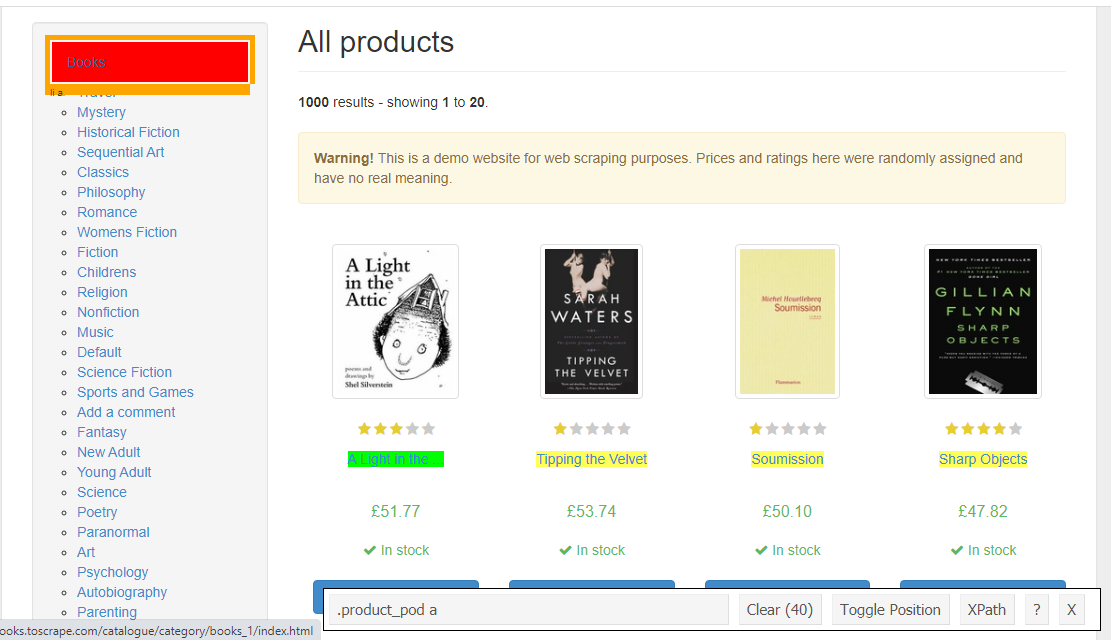 All products
Books
li a
Travel
Mystery
Historical Fiction
Sequential Art
Classics
Philosophy
Romance
Womens Fiction
Fiction
Childrens
Religion
Nonfiction
Music
Default
Science Fiction
Sports and Games
Add a comment
Fantasy
New Adult
Young Adult
Science
Poetry
Paranormal
Art
Psychology
Autobiography
Parenting
1000 results - showing 1 to 20.
Warning! This is a demo website for web scraping purposes. Prices and ratings here were randomly assigned and
have no real meaning.
A Light
in the
Attic
poems and
drawings by
Shel Silverstein
SARAH
WATERS
TIPPING
THE VELVET
Michel Houellebecq
Soumission
Flammarion
NEW YORK TIMES BESTSELLER
GILLIAN
FLYNN
SHARP
OBJECTS
A Light in the ...
Tipping the Velvet
Soumission
Sharp Objects
£51.77
£53.74
£50.10
£47.82
In stock
In stock
In stock
In stock
.product_pod a
Clear (40)
Toggle Position
XPath
?
X
ooks.toscrape.com/catalogue/category/books_1/index.html